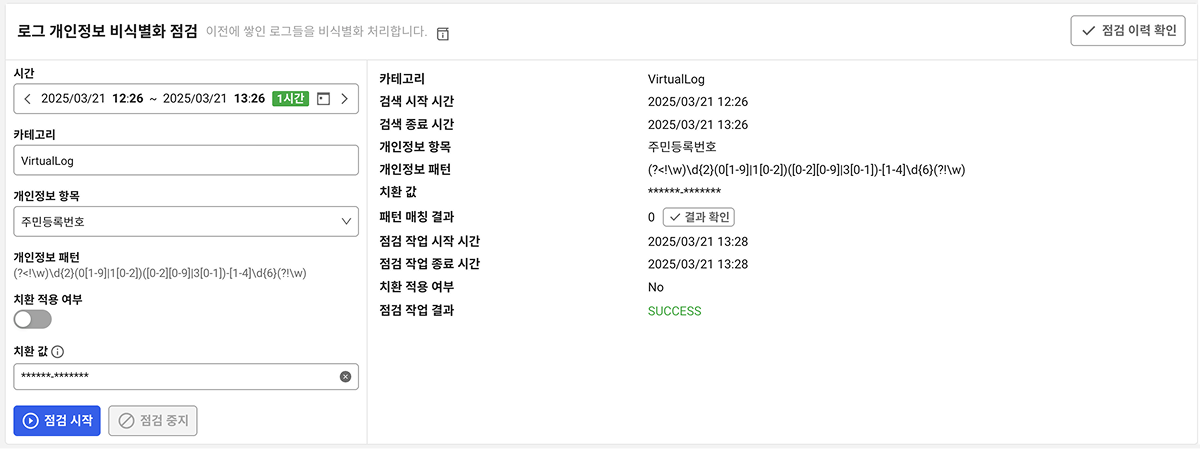 로그 개인정보 비식별화 점검 이전에 쌓인 로그들을 비식별화 처리합니다.
점검 이력 확인
시간
2025/03/21 12:26 ~ 2025/03/21 13:26 1시간
카테고리
VirtualLog
개인정보 항목
주민등록번호
개인정보 패턴
(?<!\w)\d{2}(0[1-9]|1[0-2])([0-2][0-9]|3[0-1])-[1-4]\d{6}(?!\w)
치환 적용 여부
치환 값
******-*******
점검 시작 점검 중지
카테고리 VirtualLog
검색 시작 시간 2025/03/21 12:26
검색 종료 시간 2025/03/21 13:26
개인정보 항목 주민등록번호
개인정보 패턴 (?<!\w)\d{2}(0[1-9]|1[0-2])([0-2][0-9]|3[0-1])-[1-4]\d{6}(?!\w)
치환 값 ******-*******
패턴 매칭 결과 0 결과 확인
점검 작업 시작 시간 2025/03/21 13:28
점검 작업 종료 시간 2025/03/21 13:28
치환 적용 여부 No
점검 작업 결과 SUCCESS